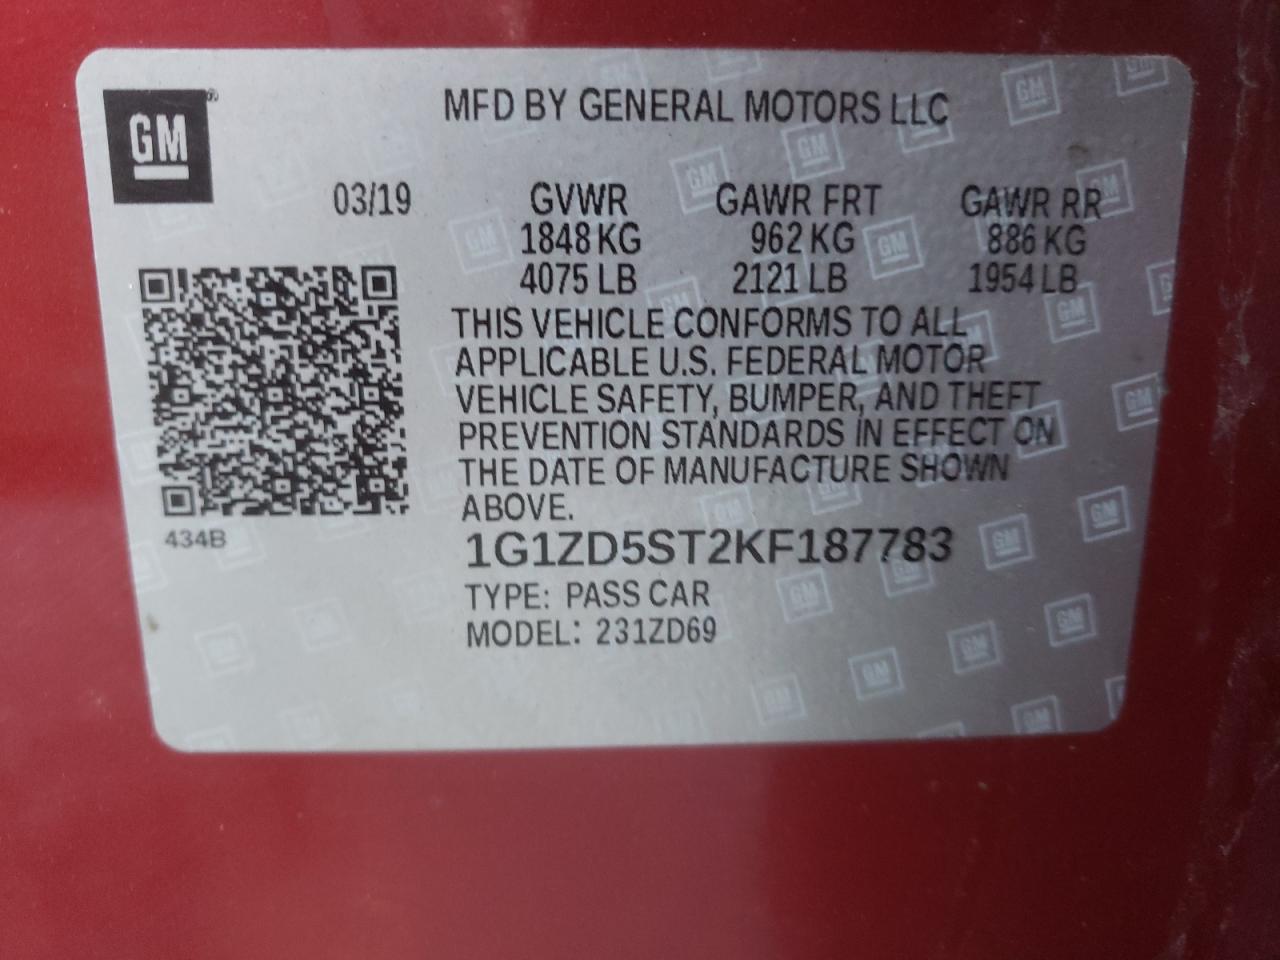 GM
MFD BY GENERAL MOTORS LLC
03/19 GVWR GAWR FRT GAWR RR
1848 KG 962 KG 886 KG
4075 LB 2121 LB 1954 LB
THIS VEHICLE CONFORMS TO ALL
APPLICABLE U.S. FEDERAL MOTOR
VEHICLE SAFETY, BUMPER, AND THEFT
PREVENTION STANDARDS IN EFFECT ON
THE DATE OF MANUFACTURE SHOWN
ABOVE.
434B
1G1ZD5ST2KF187783
TYPE: PASS CAR
MODEL: 231ZD69